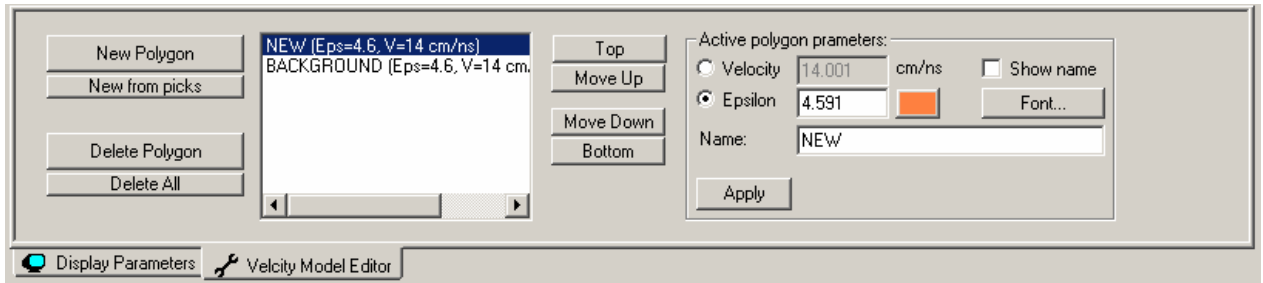 New Polygon
New from picks
Delete Polygon
Delete All
NEW (Eps=4.6, V=14 cm/ns)
BACKGROUND (Eps=4.6, V=14 cm.
Top
Move Up
Move Down
Bottom
Active polygon prameters:
Velocity 14.001 cm/ns Show name
Epsilon 4.591 Font...
Name: NEW
Apply
Display Parameters Velcity Model Editor